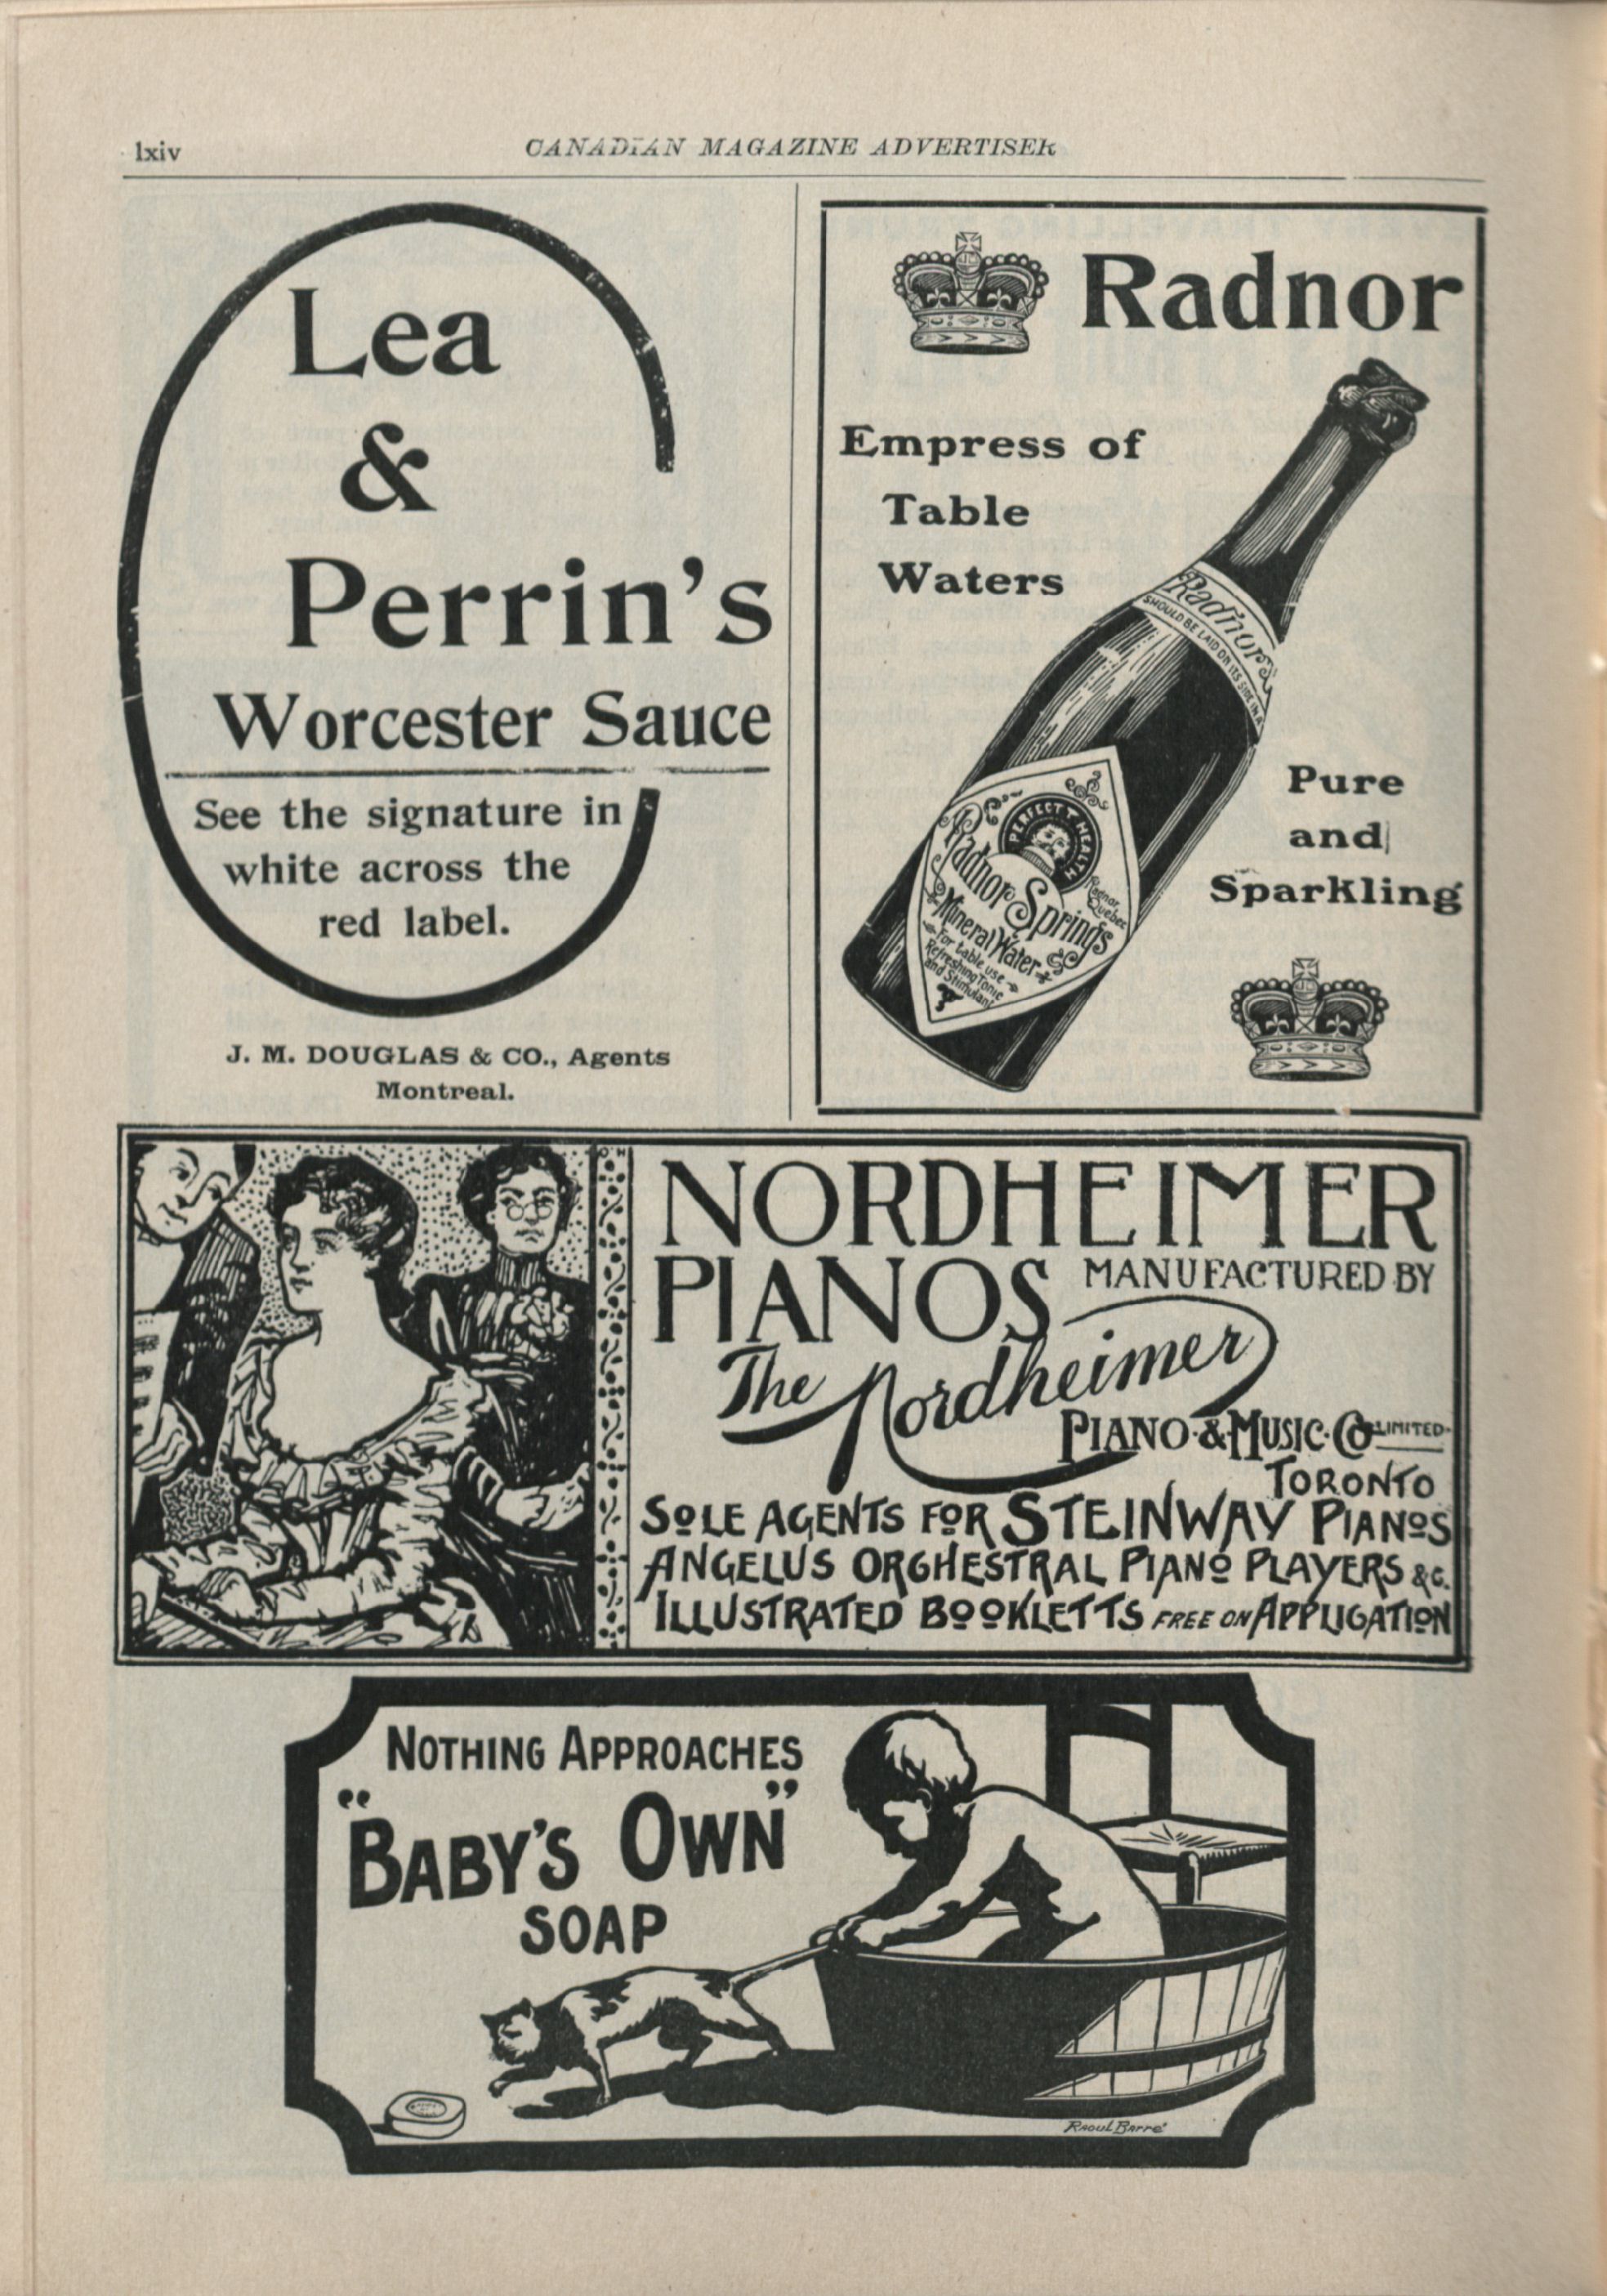 lxiv
CANADIAN MAGAZINE ADVERTISER
Lea
&
Perrin's
Worcester Sauce
See the signature in
white across the
red label.
J. M. DOUGLAS & CO., Agents
Montreal.
Radnor
Empress of
Table
Waters
Radnor
SHOULD BE LAID ON ITS SIDE IN A
PERFECT HEALTH
Radnor Springs
Radnor
Quebec
Mineral Water
For table use
Refreshing Tonic
and Stimulant
Pure
and
Sparkling
NORDHEIMER
PIANOS MANUFACTURED BY
The Nordheimer
PIANO & MUSIC CO LIMITED
TORONTO
SOLE AGENTS FOR STEINWAY PIANOS
ANGELUS ORCHESTRAL PIANO PLAYERS &C.
ILLUSTRATED BOOKLETTS FREE ON APPLICATION
NOTHING APPROACHES
"BABY'S OWN"
SOAP
RAOUL BARRÉ